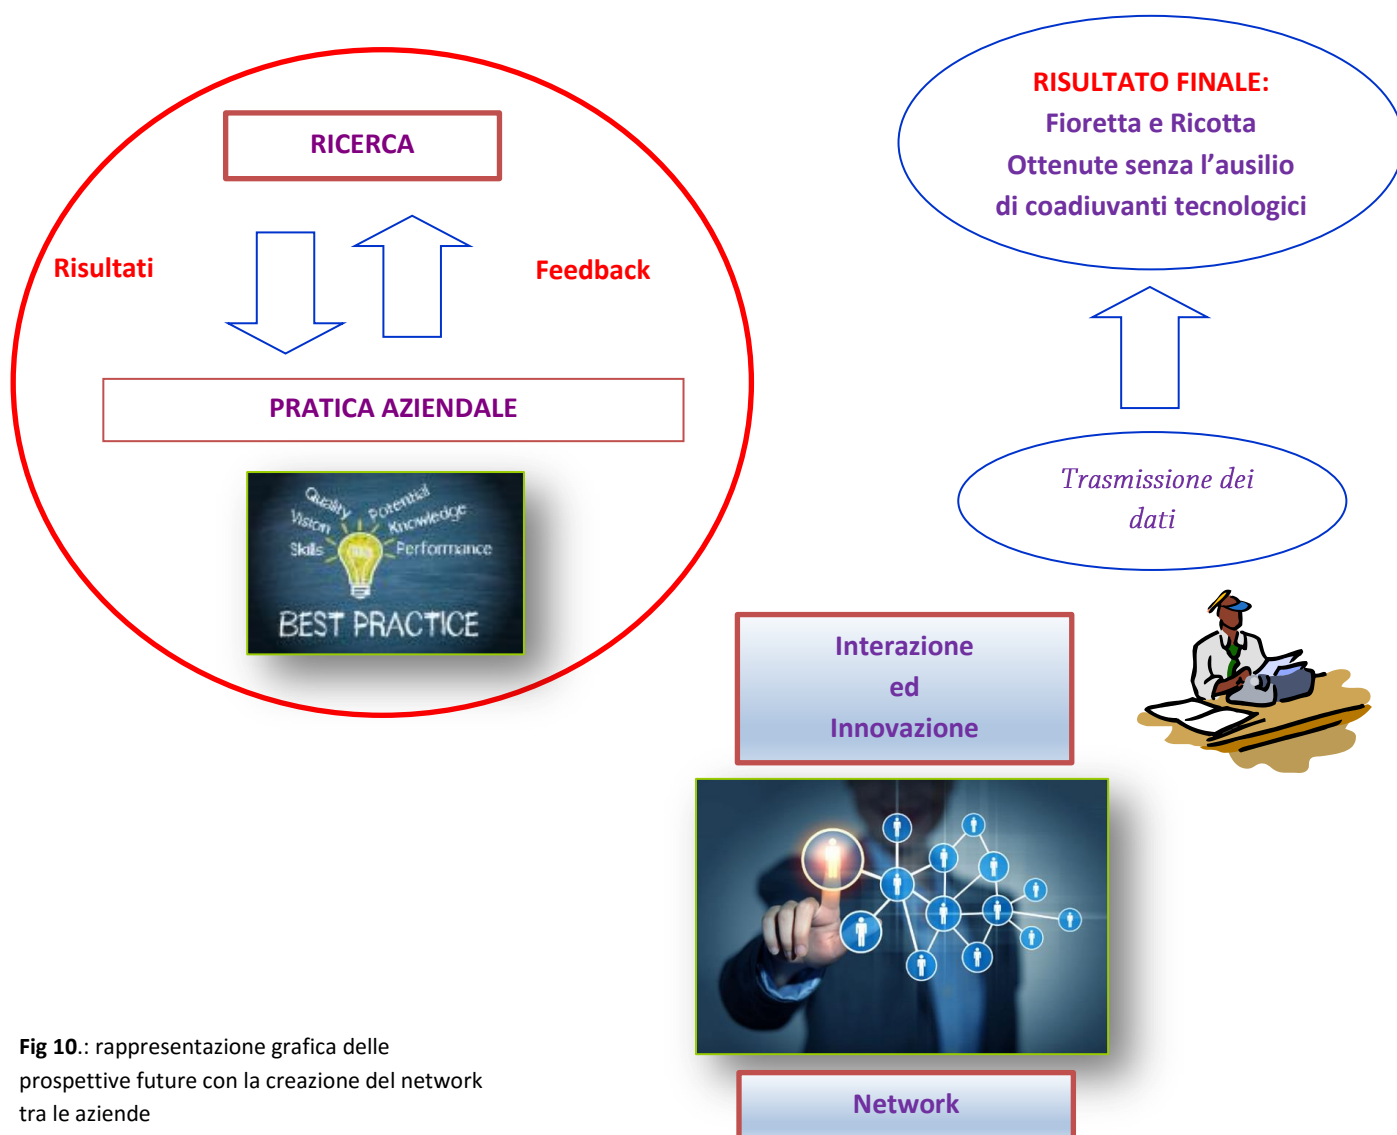 RICERCA
Risultati
Feedback
PRATICA AZIENDALE
Quality
Potential
Vision
Knowledge
Skills
Performance
BEST PRACTICE
RISULTATO FINALE:
Fioretta e Ricotta
Ottenute senza l’ausilio
di coadiuvanti tecnologici
Trasmissione dei
dati
Interazione
ed
Innovazione
Network
Fig 10.: rappresentazione grafica delle
prospettive future con la creazione del network
tra le aziende